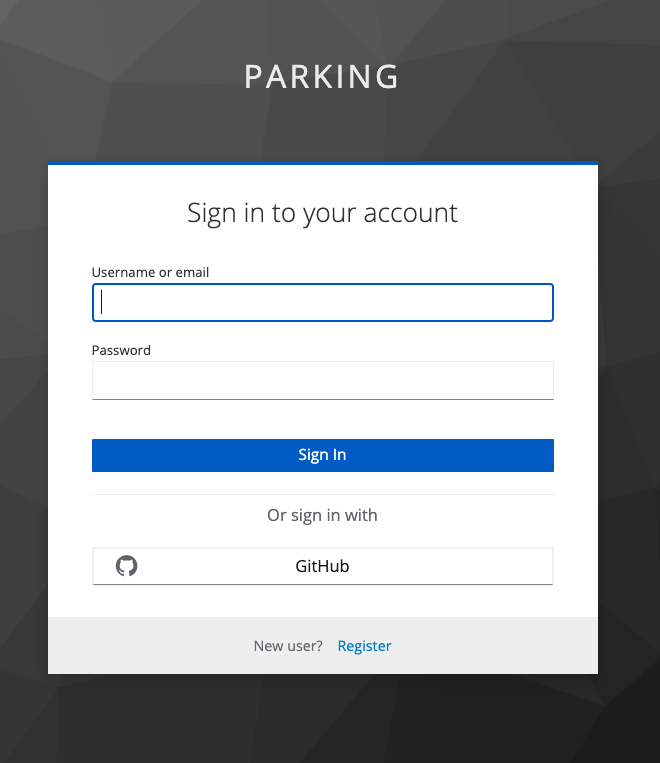 PARKING
Sign in to your account
Username or email
Password
Sign In
Or sign in with
GitHub
New user? Register